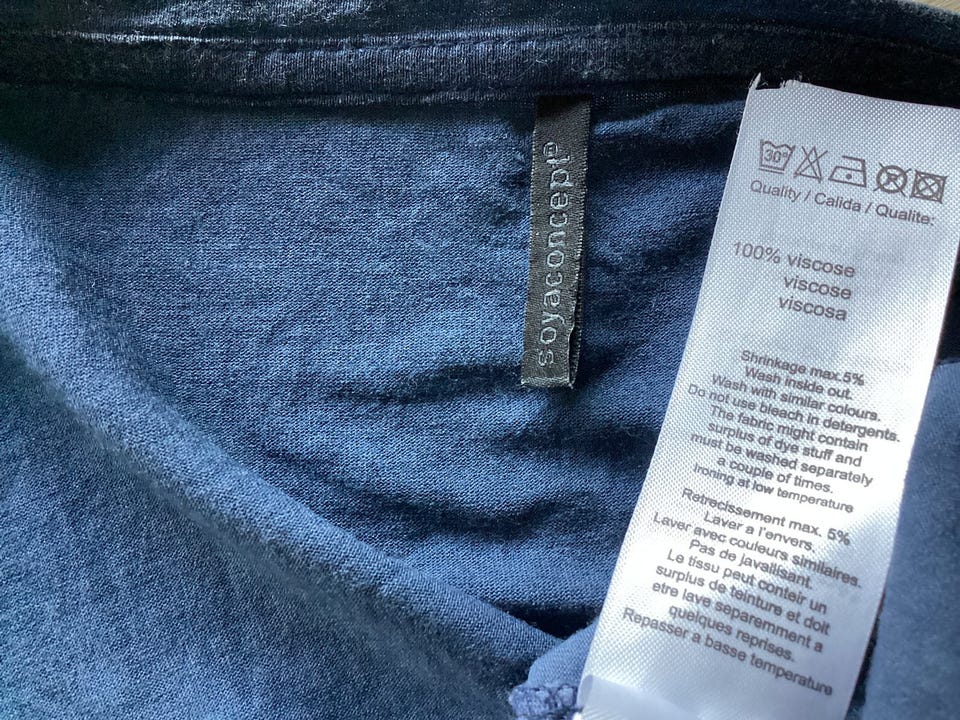 soyaconcept®
30°
Quality / Calida / Qualite:
100% viscose
viscose
viscosa
Shrinkage max.5%
Wash inside out.
Wash with similar colours.
Do not use bleach in detergents.
The fabric might contain
surplus of dye stuff and
must be washed separately
a couple of times.
Ironing at low temperature
Retrecissement max. 5%
Laver a l'envers.
Laver avec couleurs similaires.
Pas de javallisant.
Le tissu peut conteir un
surplus de teinture et doit
etre lave separemment a
quelques reprises.
Repasser a basse temperature